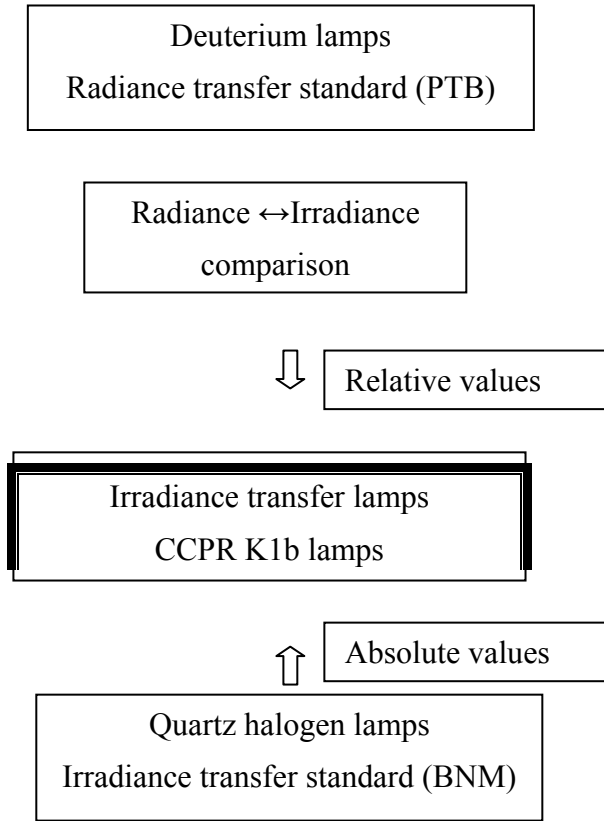 Deuterium lamps
Radiance transfer standard (PTB)
Radiance ↔Irradiance
comparison
Relative values
Irradiance transfer lamps
CCPR K1b lamps
Absolute values
Quartz halogen lamps
Irradiance transfer standard (BNM)